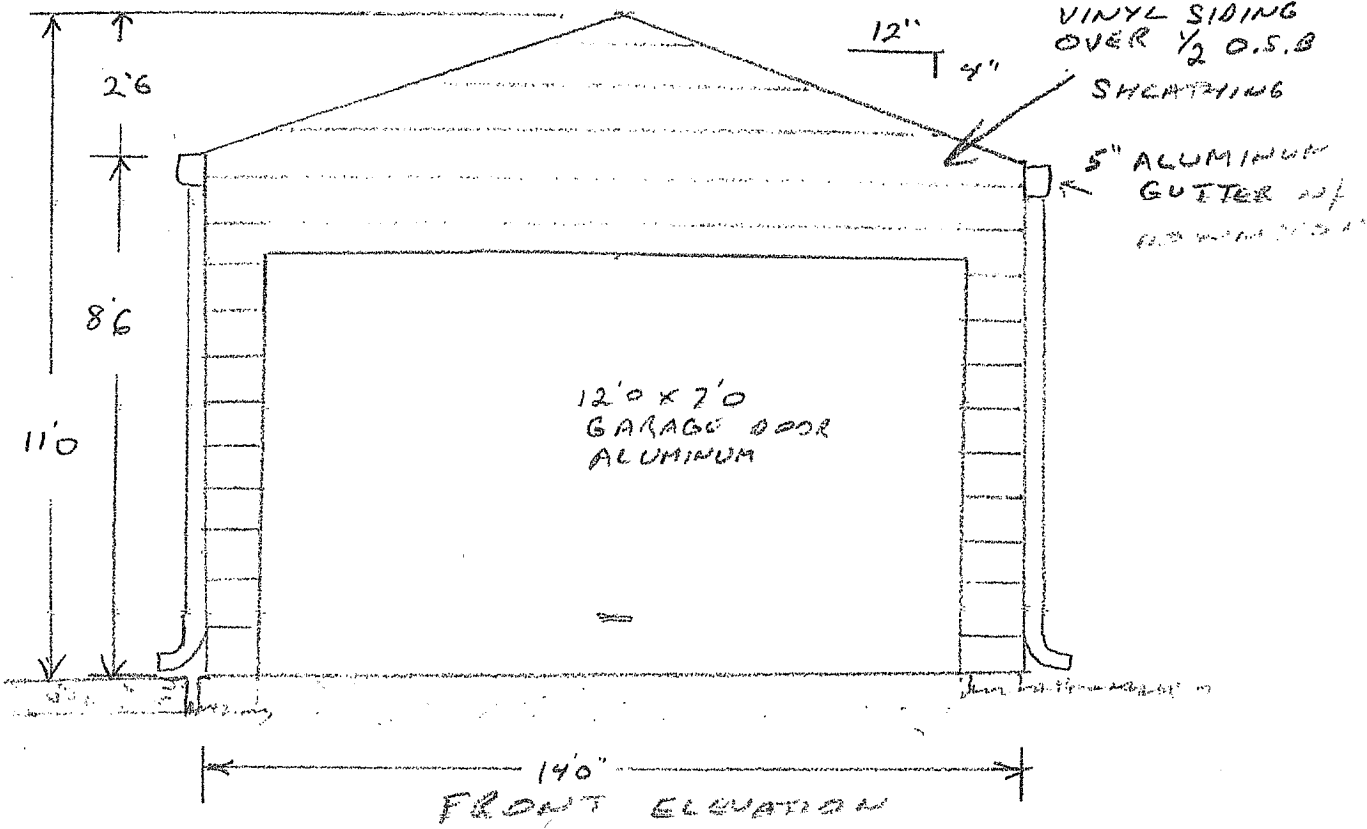 12"
4"
VINYL SIDING
OVER 1/2 O.S.B
SHEATHING
5" ALUMINUM
GUTTER W/
2'6
8'6
11'0
12'0 x 7'0
GARAGE DOOR
ALUMINUM
14'0"
FRONT ELEVATION